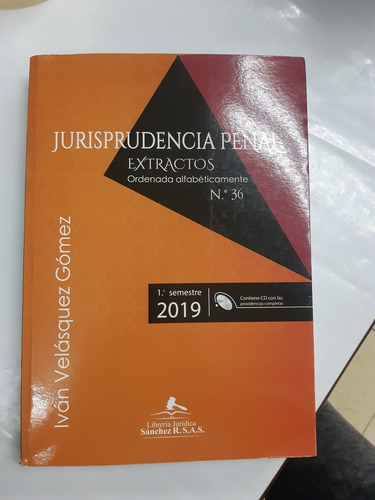 JURISPRUDENCIA PENAL
EXTRACTOS
Ordenada alfabéticamente
N.° 36
Iván Velásquez Gómez
1.er semestre
2019
Contiene CD con las
providencias completas
Librería Jurídica
Sánchez R. S.A.S.